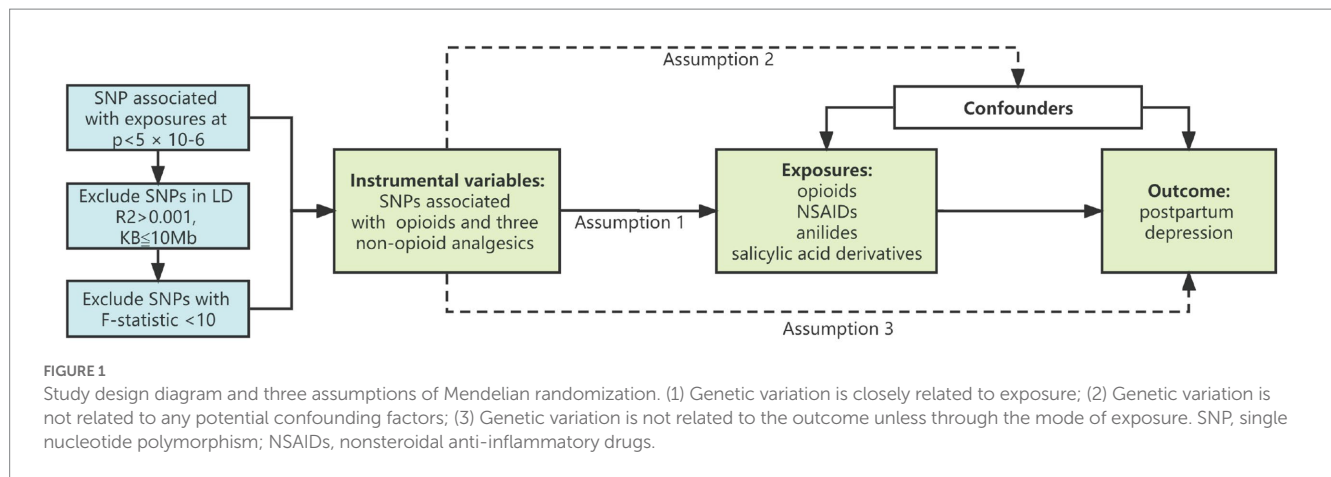 SNP associated
with exposures at
p<5 × 10-6
Exclude SNPs in LD
R2>0.001,
KB≦10Mb
Exclude SNPs with
F-statistic <10
Instrumental variables:
SNPs associated
with opioids and three
non-opioid analgesics
Assumption 1
Assumption 2
Assumption 3
Confounders
Exposures:
opioids
NSAIDs
anilides
salicylic acid derivatives
Outcome:
postpartum
depression
FIGURE 1
Study design diagram and three assumptions of Mendelian randomization. (1) Genetic variation is closely related to exposure; (2) Genetic variation is
not related to any potential confounding factors; (3) Genetic variation is not related to the outcome unless through the mode of exposure. SNP, single
nucleotide polymorphism; NSAIDs, nonsteroidal anti-inflammatory drugs.